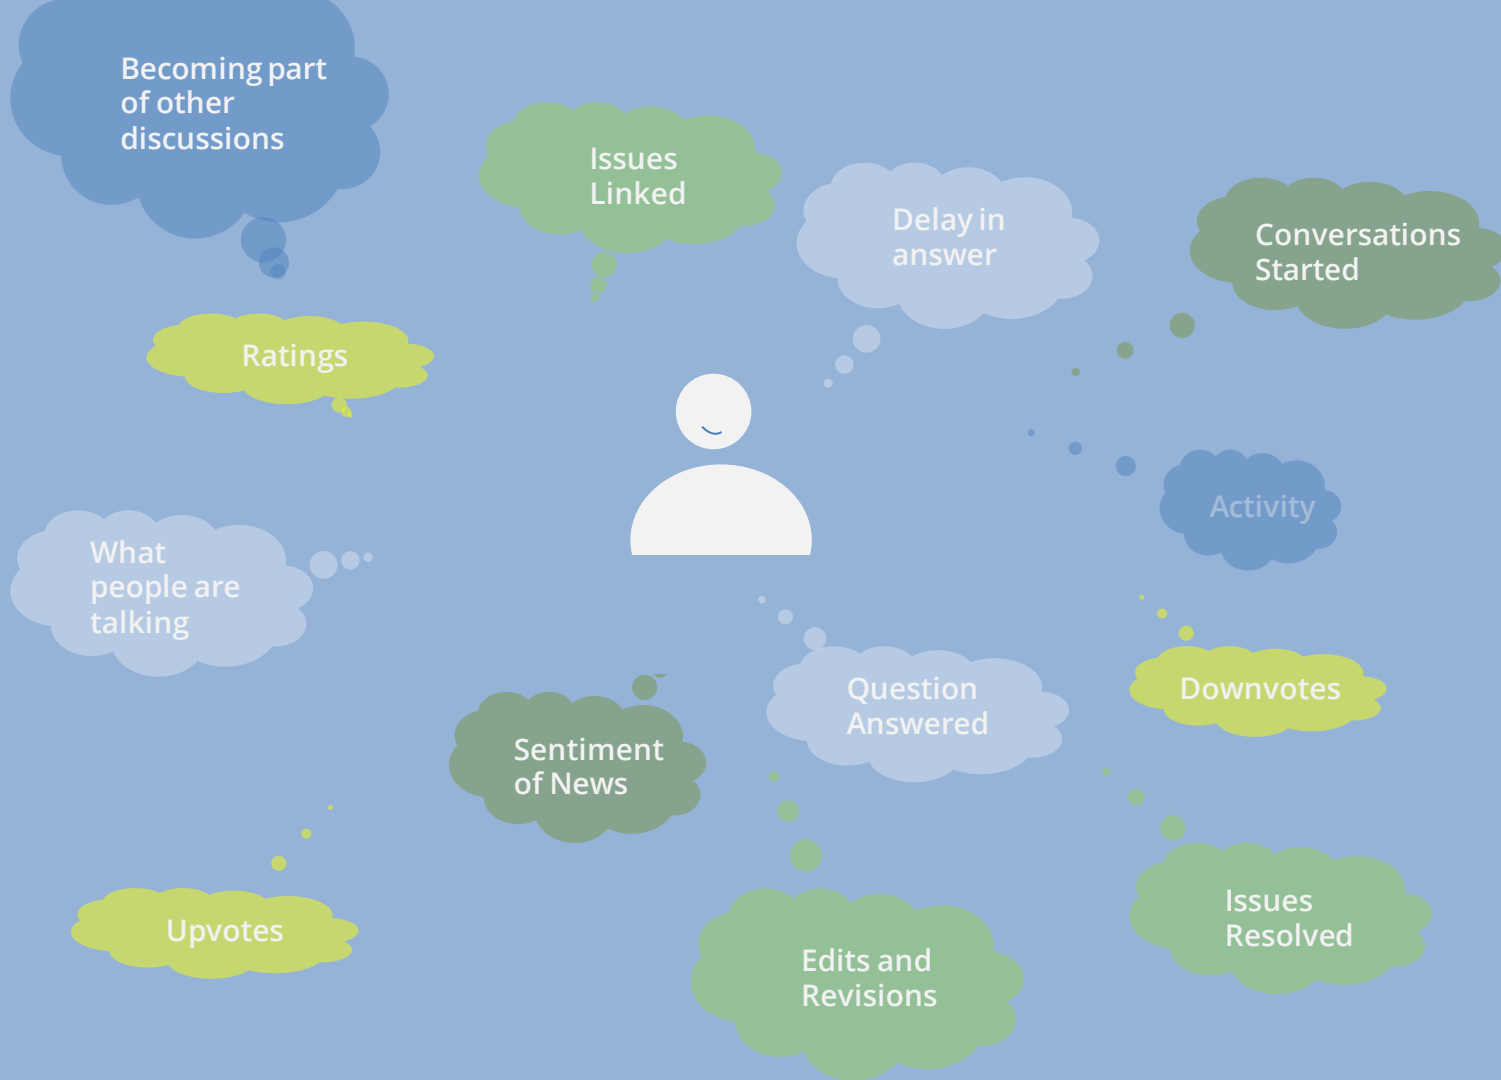 Becoming part
of other
discussions
Issues
Linked
Delay in
answer
Conversations
Started
Ratings
Activity
What
people are
talking
Question
Answered
Downvotes
Sentiment
of News
Upvotes
Issues
Resolved
Edits and
Revisions